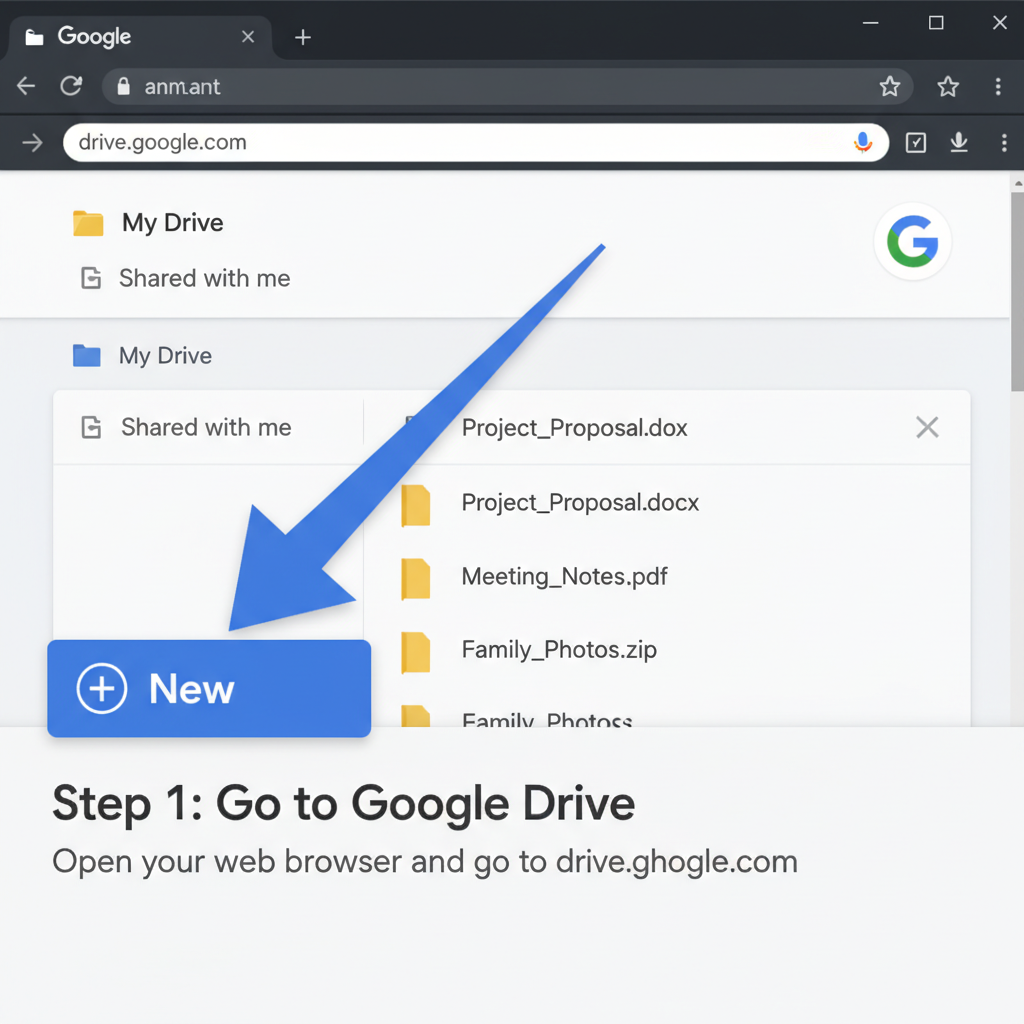 Google
anm.ant
drive.google.com
My Drive
Shared with me
My Drive
Shared with me
Project_Proposal.dox
Project_Proposal.docx
Meeting_Notes.pdf
Family_Photos.zip
Family_Photoss
New
Step 1: Go to Google Drive
Open your web browser and go to drive.ghogle.com